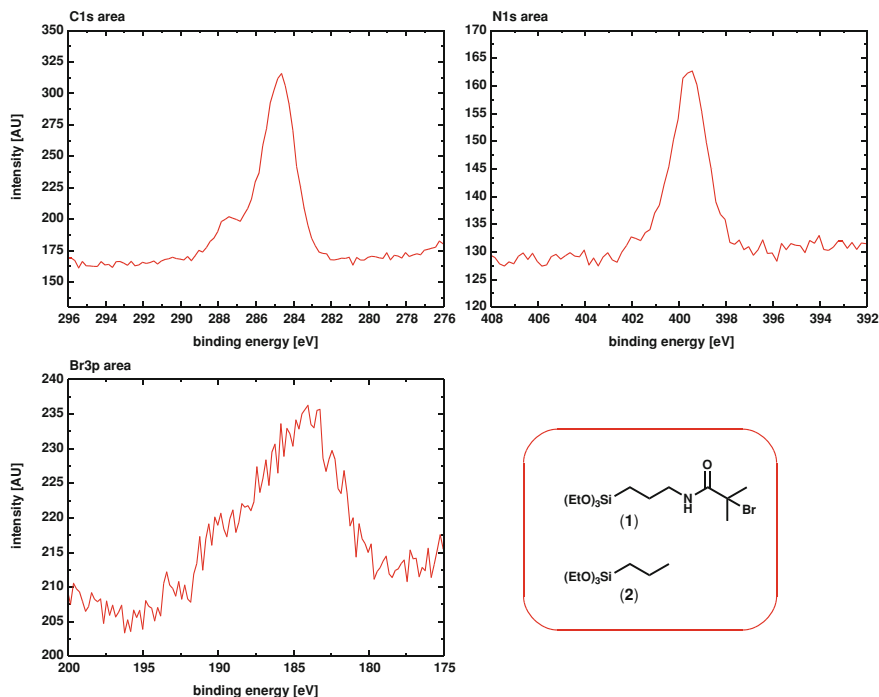 C1s area
350
325
300
275
250
225
200
175
150
intensity [AU]
296 294 292 290 288 286 284 282 280 278 276
binding energy [eV]
N1s area
170
165
160
155
150
145
140
135
130
125
120
408 406 404 402 400 396 394 392
binding energy [eV]
Br3p area
240
235
230
225
220
215
210
205
200
intensity [AU]
200 195 190 185 180 175
binding energy [eV]
O
(EtO)₃Si N
H
Br
(1)
(EtO)₃Si
(2)